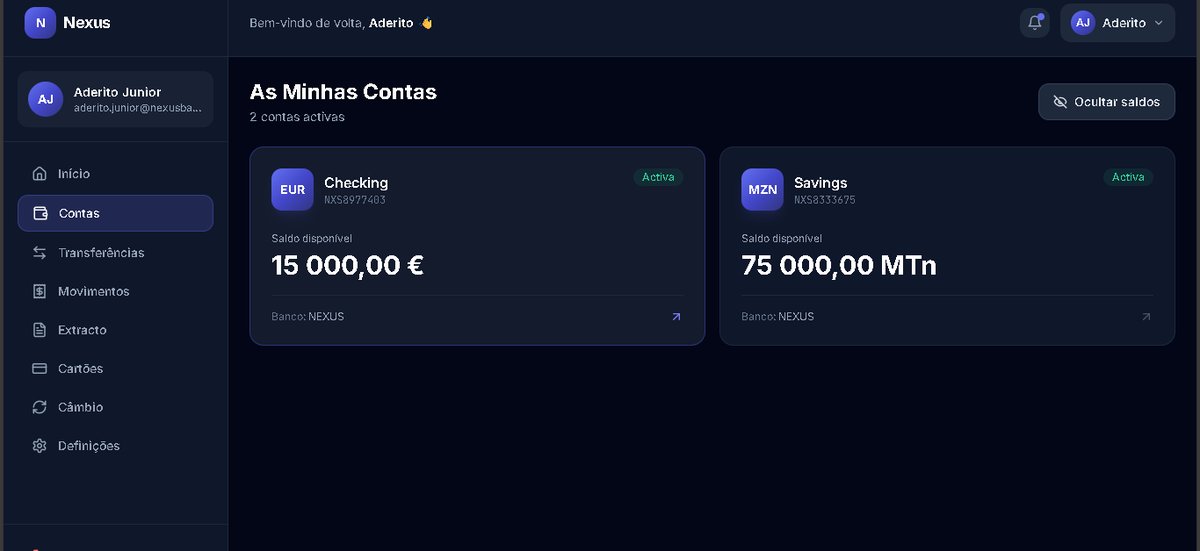 N Nexus
Bem-vindo de volta, Aderito
AJ Aderito
AJ
Aderito Junior
aderito.junior@nexusba...
Início
Contas
Transferências
Movimentos
Extracto
Cartões
Câmbio
Definições
As Minhas Contas
2 contas activas
Ocultar saldos
EUR
Checking
NXS8977403
Activa
Saldo disponível
15 000,00 €
Banco: NEXUS
MZN
Savings
NXS8333675
Activa
Saldo disponível
75 000,00 MTn
Banco: NEXUS